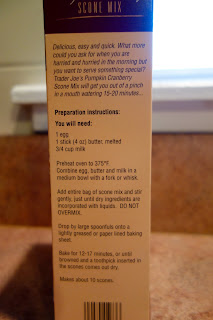 SCONE MIX
Delicious, easy and quick. What more
could you ask for when you are
harried and hurried in the morning but
you want to serve something special?
Trader Joe's Pumpkin Cranberry
Scone Mix will get you out of a pinch
in a mouth watering 15-20 minutes...
Preparation instructions:
You will need:
1 egg
1 stick (4 oz) butter, melted
3/4 cup milk
Preheat oven to 375°F
Combine egg, butter and milk in a
medium bowl with a fork or whisk.
Add entire bag of scone mix and stir
gently, just until dry ingredients are
incorporated with liquids. DO NOT
OVERMIX.
Drop by large spoonfuls onto a
lightly greased or paper lined baking
sheet.
Bake for 12-17 minutes, or until
browned and a toothpick inserted in
the scones comes out dry.
Makes about 10 scones.